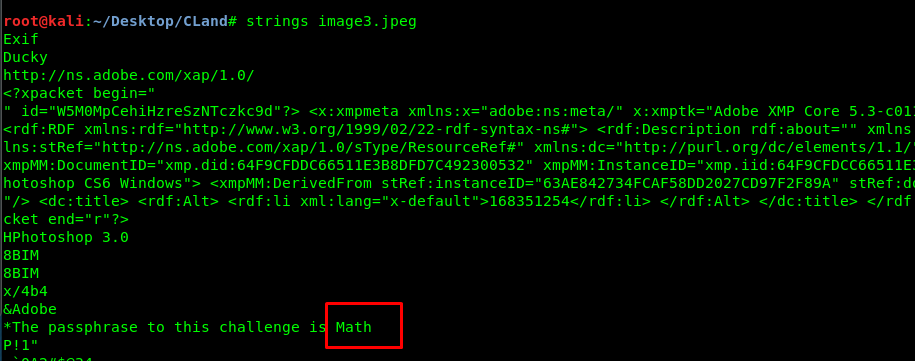 root@kali:~/Desktop/CLand# strings image3.jpeg
Exif
Ducky
http://ns.adobe.com/xap/1.0/
<?xpacket begin="
" id="W5M0MpCehiHzreSzNTczkc9d"?> <x:xmpmeta xmlns:x="adobe:ns:meta/" x:xmptk="Adobe XMP Core 5.3-c011
<rdf:RDF xmlns:rdf="http://www.w3.org/1999/02/22-rdf-syntax-ns#"> <rdf:Description rdf:about="" xmlns
lns:stRef="http://ns.adobe.com/xap/1.0/sType/ResourceRef#" xmlns:dc="http://purl.org/dc/elements/1.1/"
xmpMM:DocumentID="xmp.did:64F9CFDDC66511E3B8DFD7C492300532" xmpMM:InstanceID="xmp.iid:64F9CFDCC66511E3
hotoshop CS6 Windows"> <xmpMM:DerivedFrom stRef:instanceID="63AE842734FCAF58DD2027CD97F2F89A" stRef:do
"/> <dc:title> <rdf:Alt> <rdf:li xml:lang="x-default">168351254</rdf:li> </rdf:Alt> </dc:title> </rdf
cket end="r"?>
HPhotoshop 3.0
8BIM
8BIM
x/4b4
&Adobe
*The passphrase to this challenge is Math
P!1"